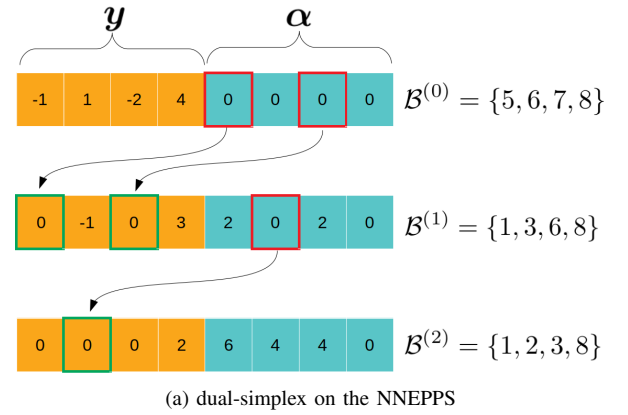 y α
-1 1 -2 4 0 0 0 0 𝓑⁽⁰⁾ = {5, 6, 7, 8}
0 -1 0 3 2 0 2 0 𝓑⁽¹⁾ = {1, 3, 6, 8}
0 0 0 2 6 4 4 0 𝓑⁽²⁾ = {1, 2, 3, 8}
(a) dual-simplex on the NNEPPS